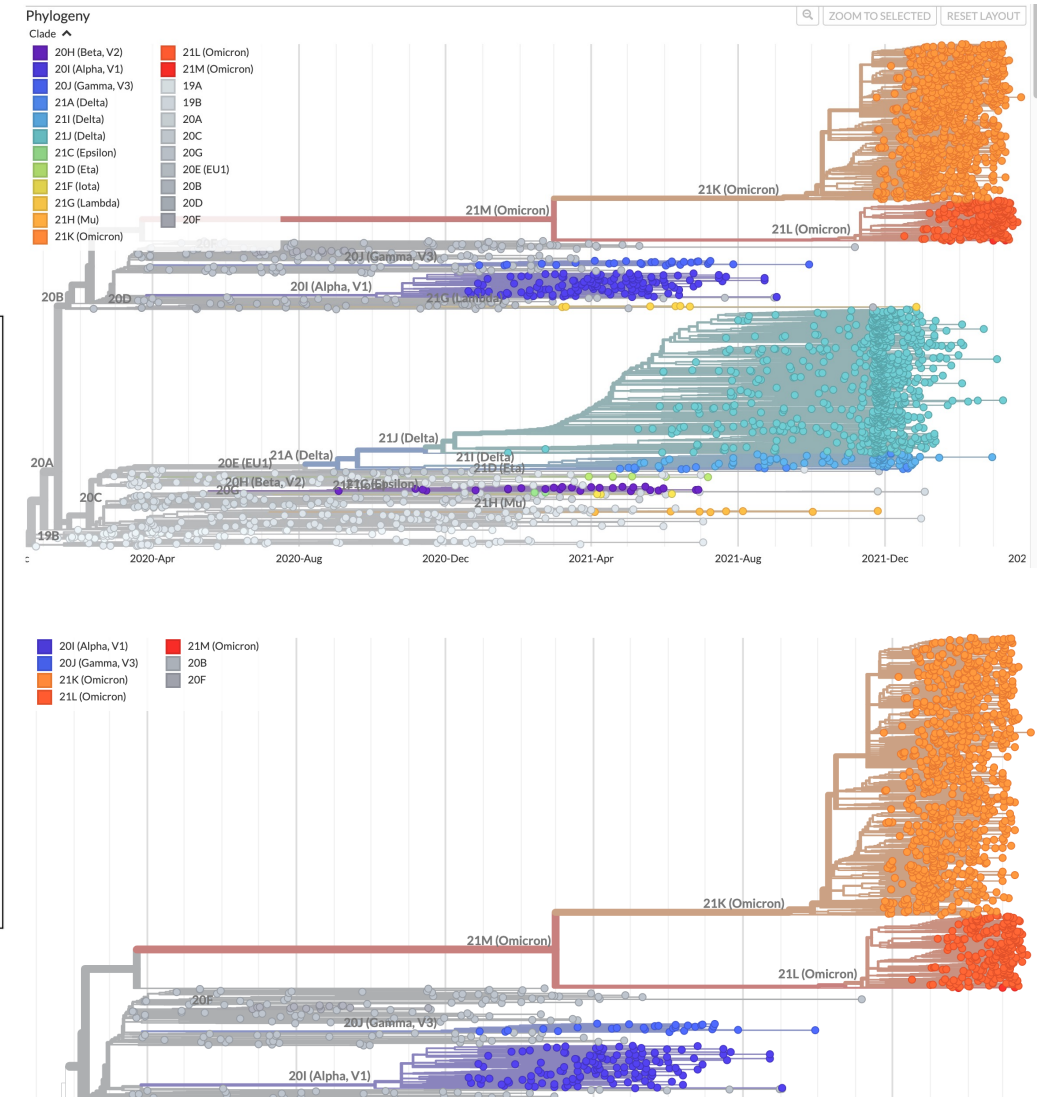 Phylogeny
ZOOM TO SELECTED
RESET LAYOUT
Clade
20H (Beta, V2)
20I (Alpha, V1)
20J (Gamma, V3)
21A (Delta)
21I (Delta)
21J (Delta)
21C (Epsilon)
21D (Eta)
21F (Iota)
21G (Lambda)
21H (Mu)
21K (Omicron)
21L (Omicron)
21M (Omicron)
19A
19B
20A
20C
20G
20E (EU1)
20B
20D
20F
21K (Omicron)
21M (Omicron)
21L (Omicron)
20J (Gamma, V3)
20I (Alpha, V1)
20B
20D
21G (Lambda)
21J (Delta)
21A (Delta)
21I (Delta)
20A
20E (EU1)
21D (Eta)
20H (Beta, V2)
20G
20C
21H (Mu)
19B
2020-Apr
2020-Aug
2020-Dec
2021-Apr
2021-Aug
2021-Dec
202
20I (Alpha, V1)
20J (Gamma, V3)
21K (Omicron)
21L (Omicron)
21M (Omicron)
20B
20F
21K (Omicron)
21M (Omicron)
21L (Omicron)
20F
20J (Gamma, V3)
20I (Alpha, V1)